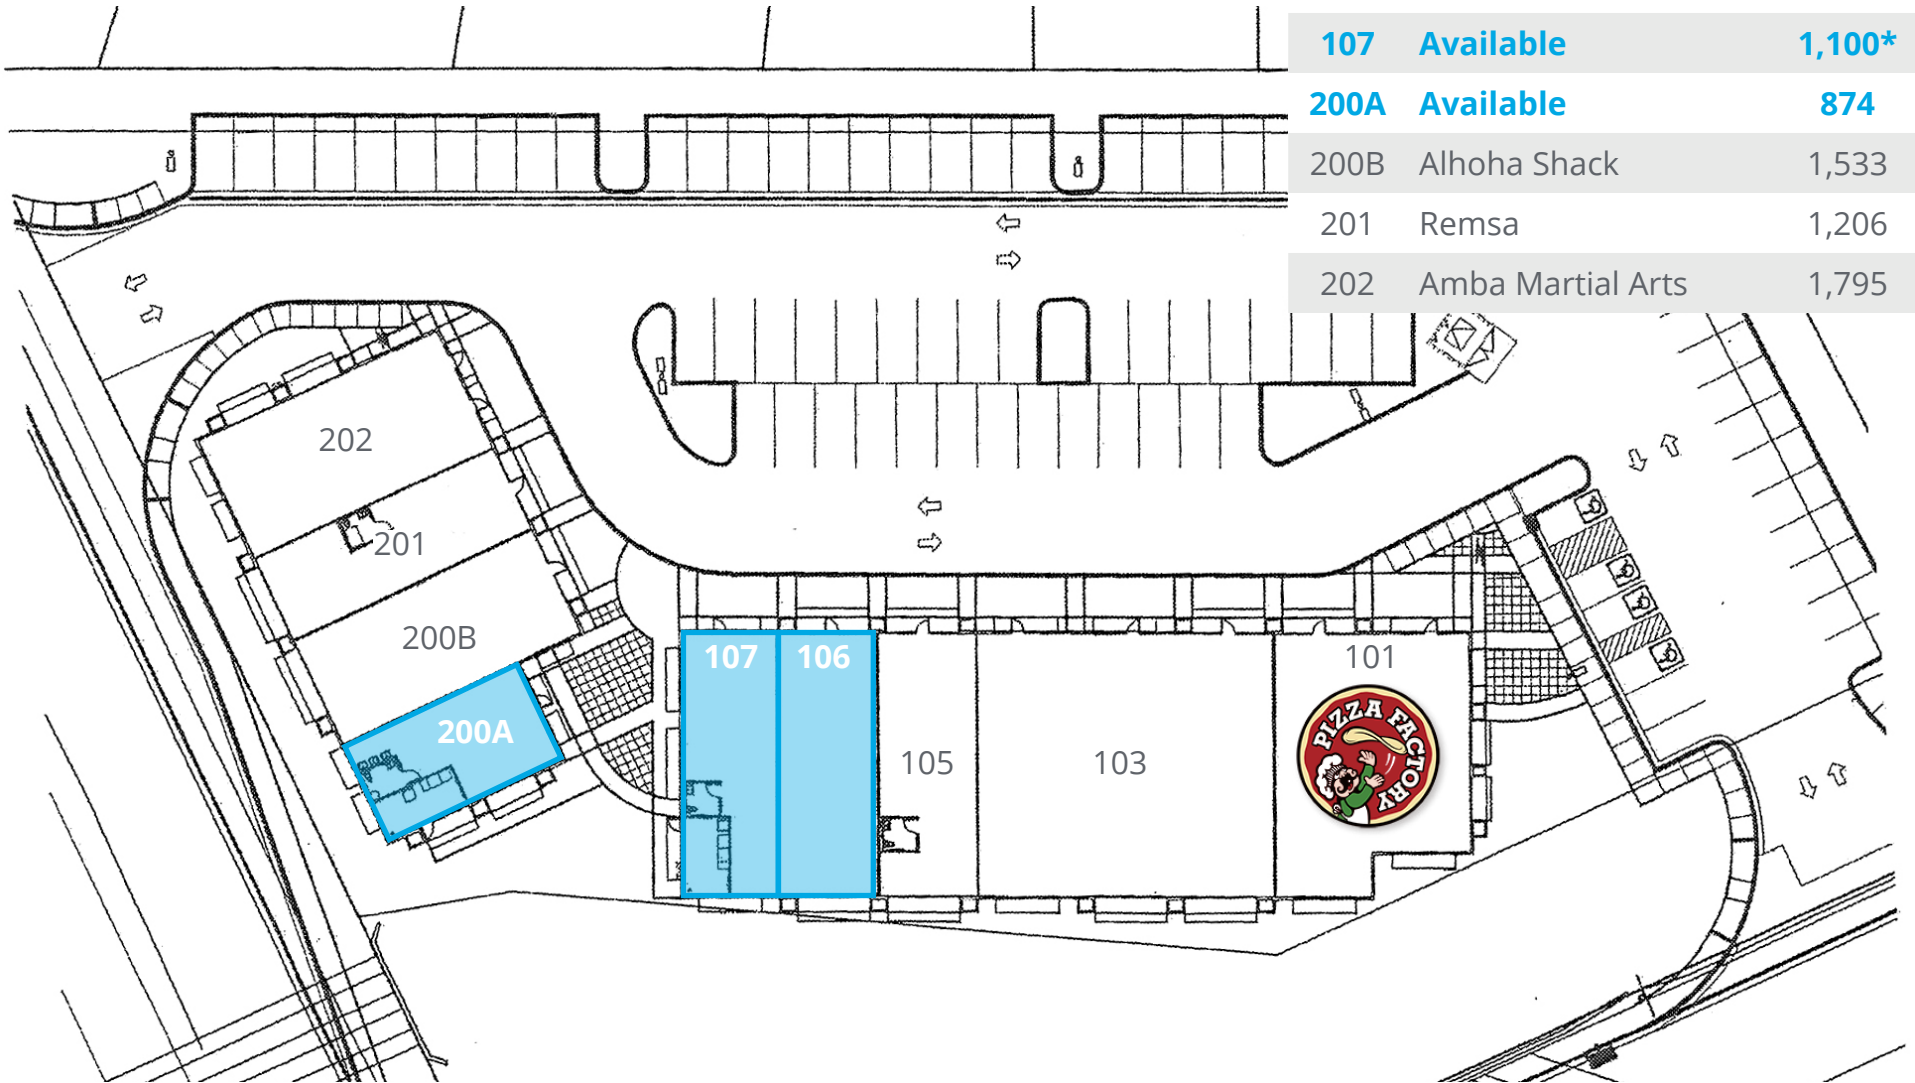 107 Available 1,100*
200A Available 874
200B Alhoha Shack 1,533
201 Remsa 1,206
202 Amba Martial Arts 1,795
202
201
200B
200A
107
106
105
103
101
PIZZA FACTORY